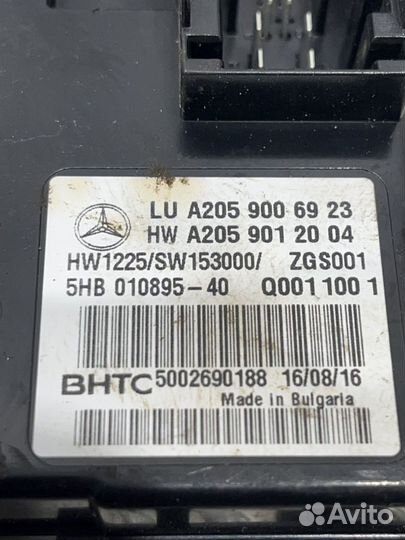 LU A205 900 69 23
HW A205 901 20 04
HW1225/SW153000/ ZGS001
5HB 010895-40 Q001 100 1
BHTC 5002690188 16/08/16
Made in Bulgaria
Avito